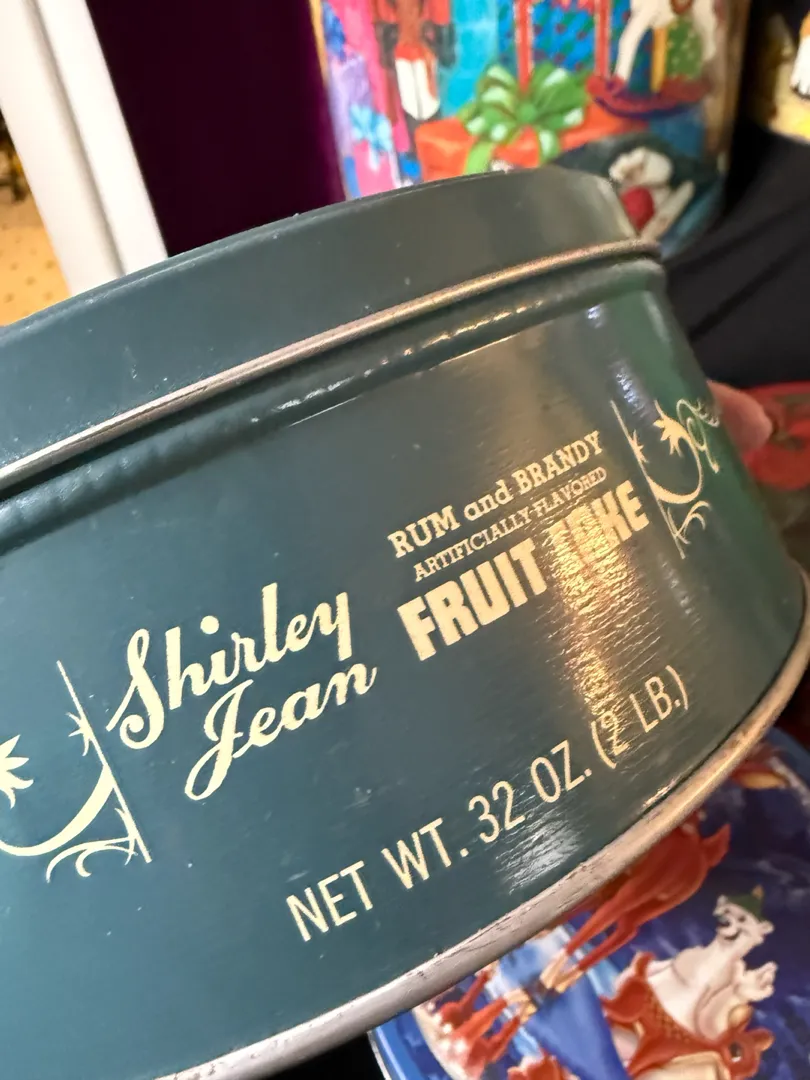 Shirley
Jean
RUM and BRANDY
ARTIFICIALLY FLAVORED
FRUIT CAKE
NET WT. 32 OZ. (2 LB.)